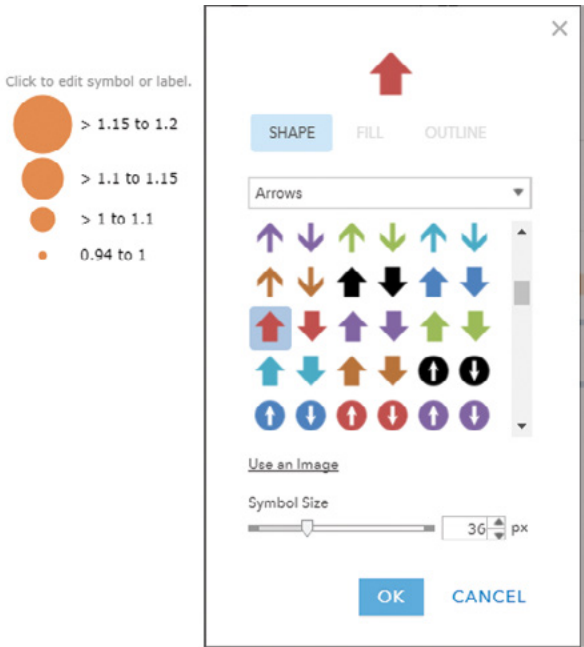 Click to edit symbol or label.
> 1.15 to 1.2
> 1.1 to 1.15
> 1 to 1.1
0.94 to 1
SHAPE FILL OUTLINE
Arrows
Use an Image
Symbol Size
36 px
OK CANCEL